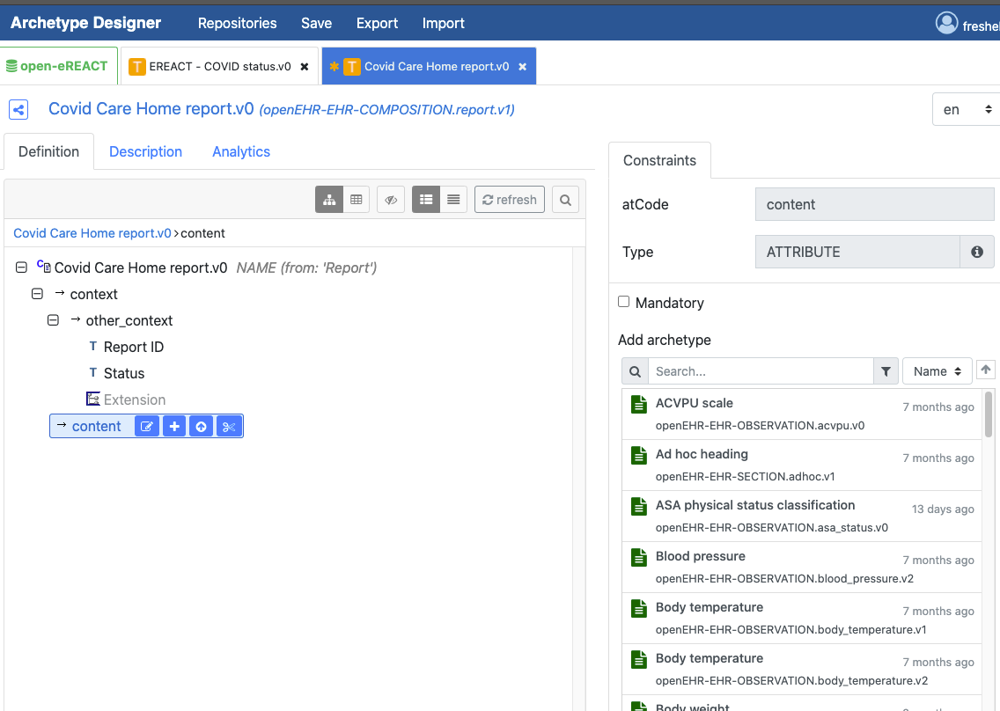 Archetype Designer Repositories Save Export Import
open-eREACT T EREACT - COVID status.v0 T Covid Care Home report.v0
Covid Care Home report.v0 (openEHR-EHR-COMPOSITION.report.v1)
en
Definition Description Analytics
refresh
Covid Care Home report.v0 > content
Covid Care Home report.v0 NAME (from: 'Report')
context
other_context
T Report ID
T Status
Extension
content
Constraints
atCode content
Type ATTRIBUTE
Mandatory
Add archetype
Search... Name
ACVPU scale 7 months ago
openEHR-EHR-OBSERVATION.acvpu.v0
Ad hoc heading 7 months ago
openEHR-EHR-SECTION.adhoc.v1
ASA physical status classification 13 days ago
openEHR-EHR-OBSERVATION.asa_status.v0
Blood pressure 7 months ago
openEHR-EHR-OBSERVATION.blood_pressure.v2
Body temperature 7 months ago
openEHR-EHR-OBSERVATION.body_temperature.v1
Body temperature 7 months ago
openEHR-EHR-OBSERVATION.body_temperature.v2
Body weight